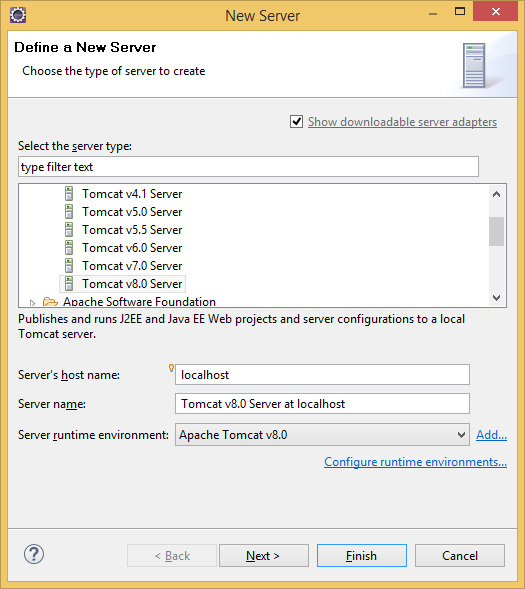 New Server
Define a New Server
Choose the type of server to create
Show downloadable server adapters
Select the server type:
type filter text
Tomcat v4.1 Server
Tomcat v5.0 Server
Tomcat v5.5 Server
Tomcat v6.0 Server
Tomcat v7.0 Server
Tomcat v8.0 Server
Apache Software Foundation
Publishes and runs J2EE and Java EE Web projects and server configurations to a local
Tomcat server.
Server's host name: localhost
Server name: Tomcat v8.0 Server at localhost
Server runtime environment: Apache Tomcat v8.0 Add...
Configure runtime environments...
? < Back Next > Finish Cancel